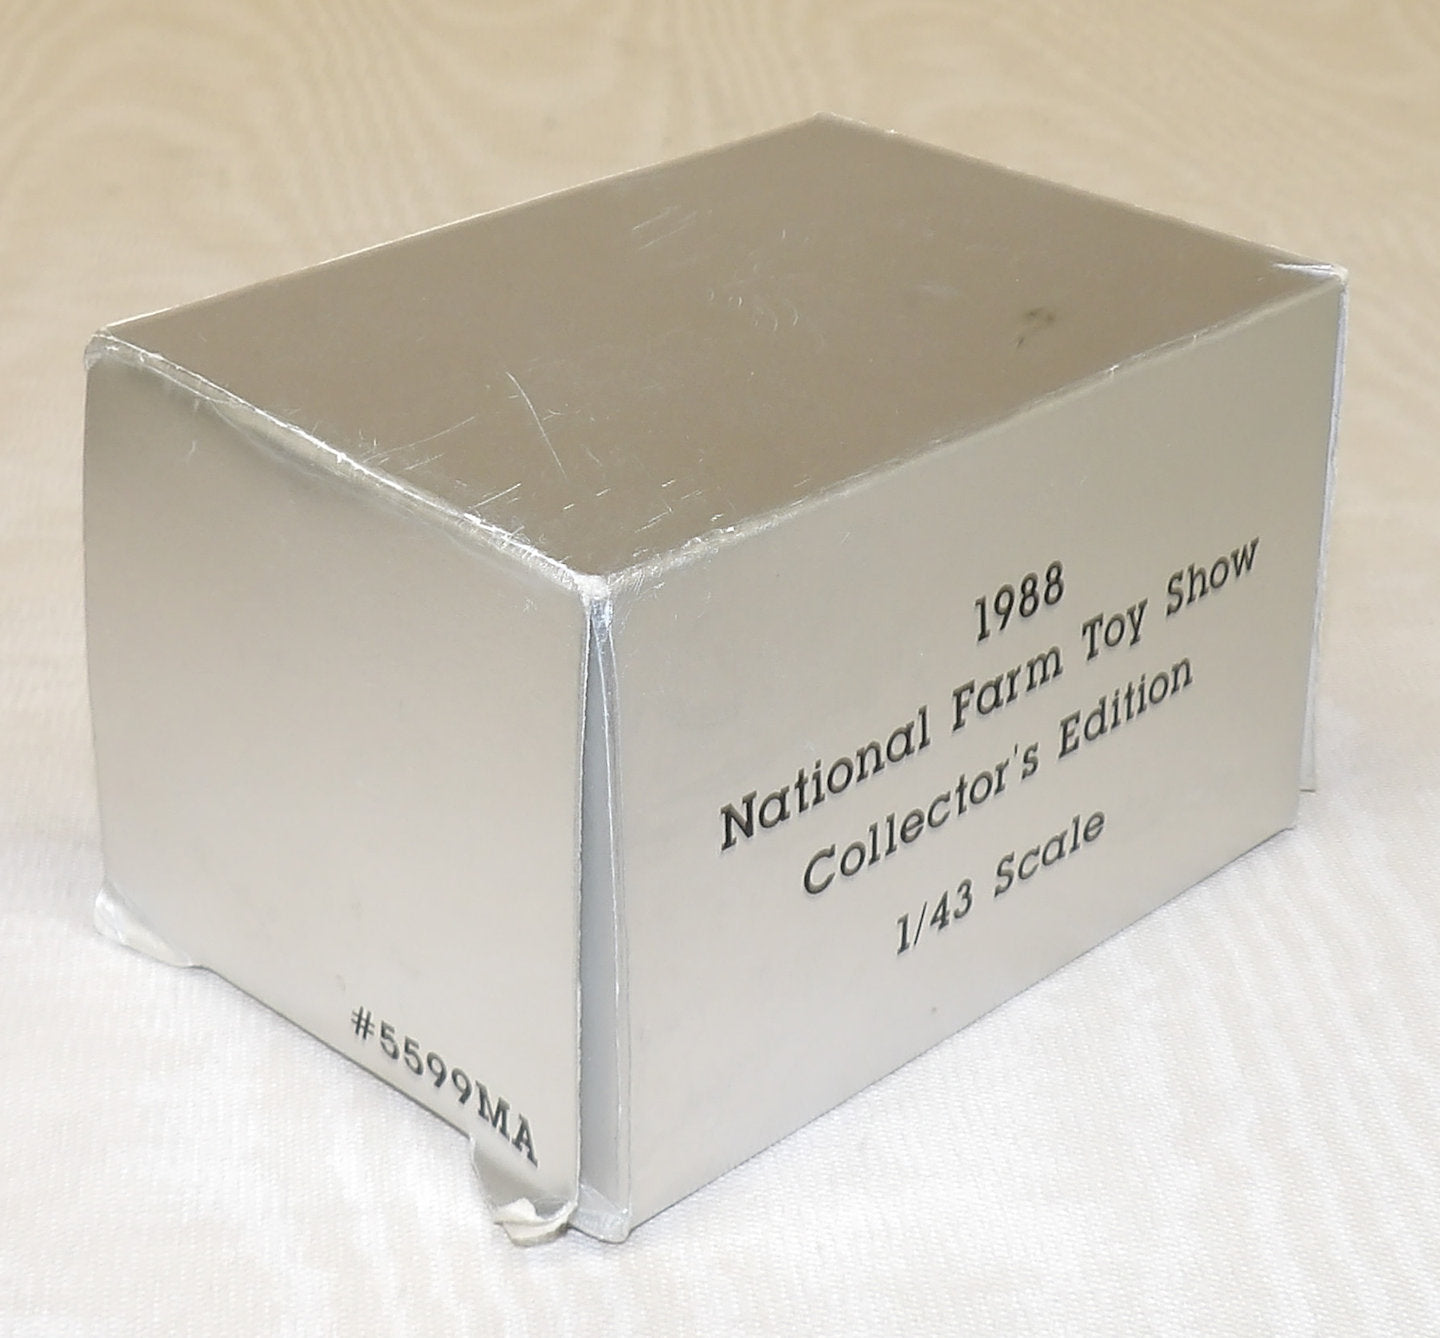 1988
National Farm Toy Show
Collector's Edition
1/43 Scale
#5599MA